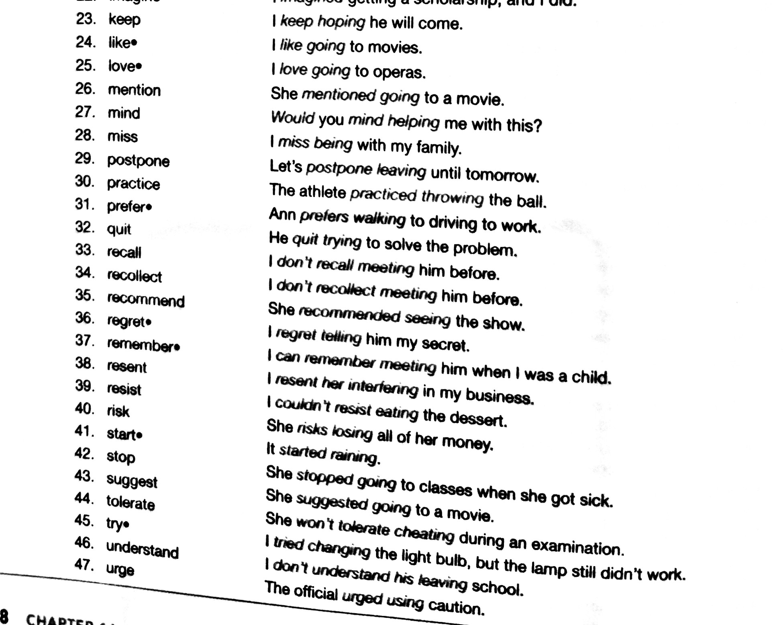 22. imagine I imagined getting a scholarship, and I did.
23. keep I keep hoping he will come.
24. like• I like going to movies.
25. love• I love going to operas.
26. mention She mentioned going to a movie.
27. mind Would you mind helping me with this?
28. miss I miss being with my family.
29. postpone Let's postpone leaving until tomorrow.
30. practice The athlete practiced throwing the ball.
31. prefer• Ann prefers walking to driving to work.
32. quit He quit trying to solve the problem.
33. recall I don't recall meeting him before.
34. recollect I don't recollect meeting him before.
35. recommend She recommended seeing the show.
36. regret• I regret telling him my secret.
37. remember• I can remember meeting him when I was a child.
38. resent I resent her interfering in my business.
39. resist I couldn't resist eating the dessert.
40. risk She risks losing all of her money.
41. start• It started raining.
42. stop She stopped going to classes when she got sick.
43. suggest She suggested going to a movie.
44. tolerate She won't tolerate cheating during an examination.
45. try• I tried changing the light bulb, but the lamp still didn't work.
46. understand I don't understand his leaving school.
47. urge The official urged using caution.
8 CHAPTER